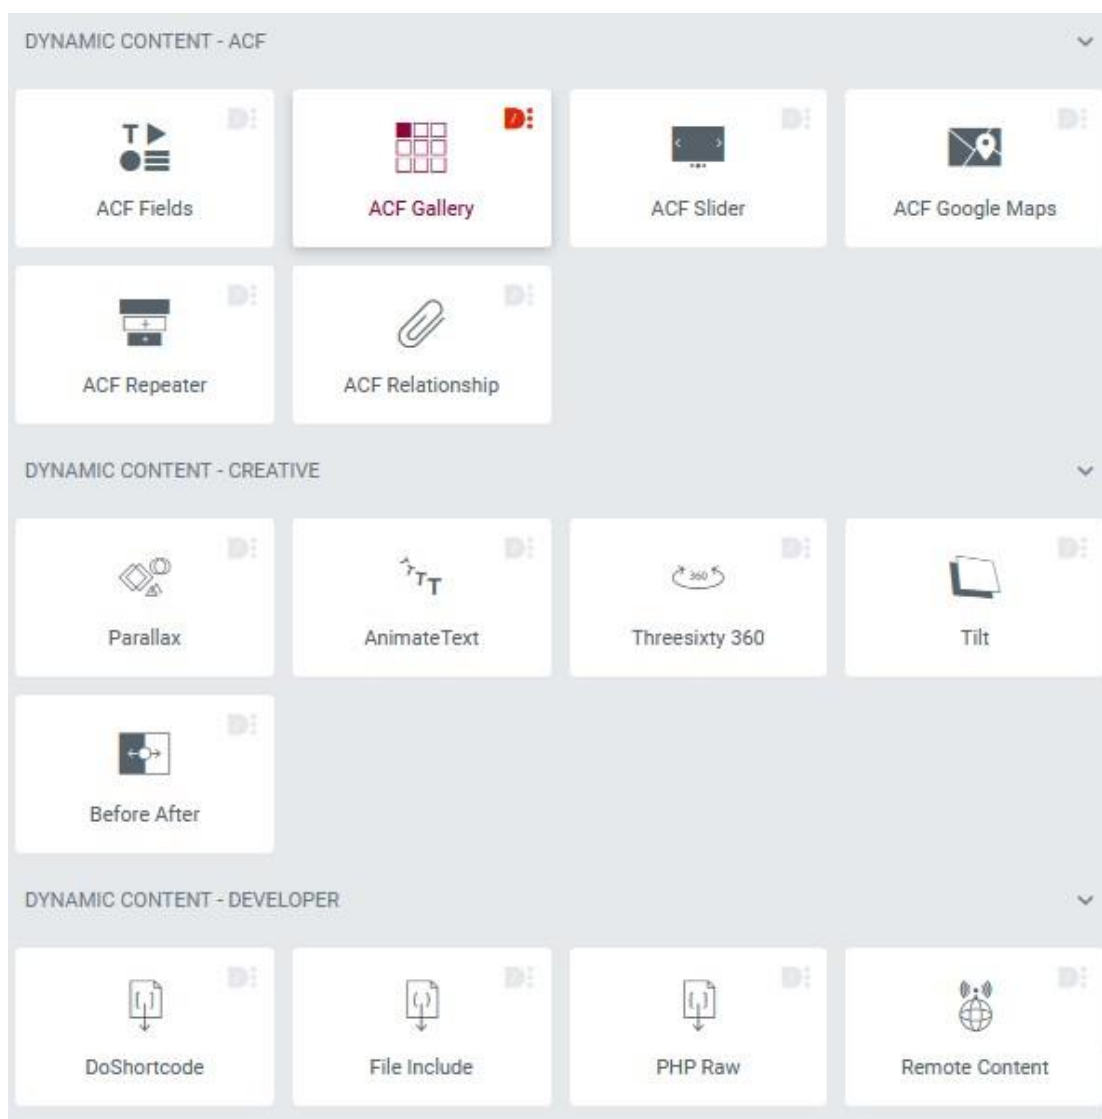 DYNAMIC CONTENT - ACF
ACF Fields
ACF Gallery
ACF Slider
ACF Google Maps
ACF Repeater
ACF Relationship
DYNAMIC CONTENT - CREATIVE
Parallax
AnimateText
360
Threesixty 360
Tilt
Before After
DYNAMIC CONTENT - DEVELOPER
DoShortcode
File Include
PHP Raw
Remote Content